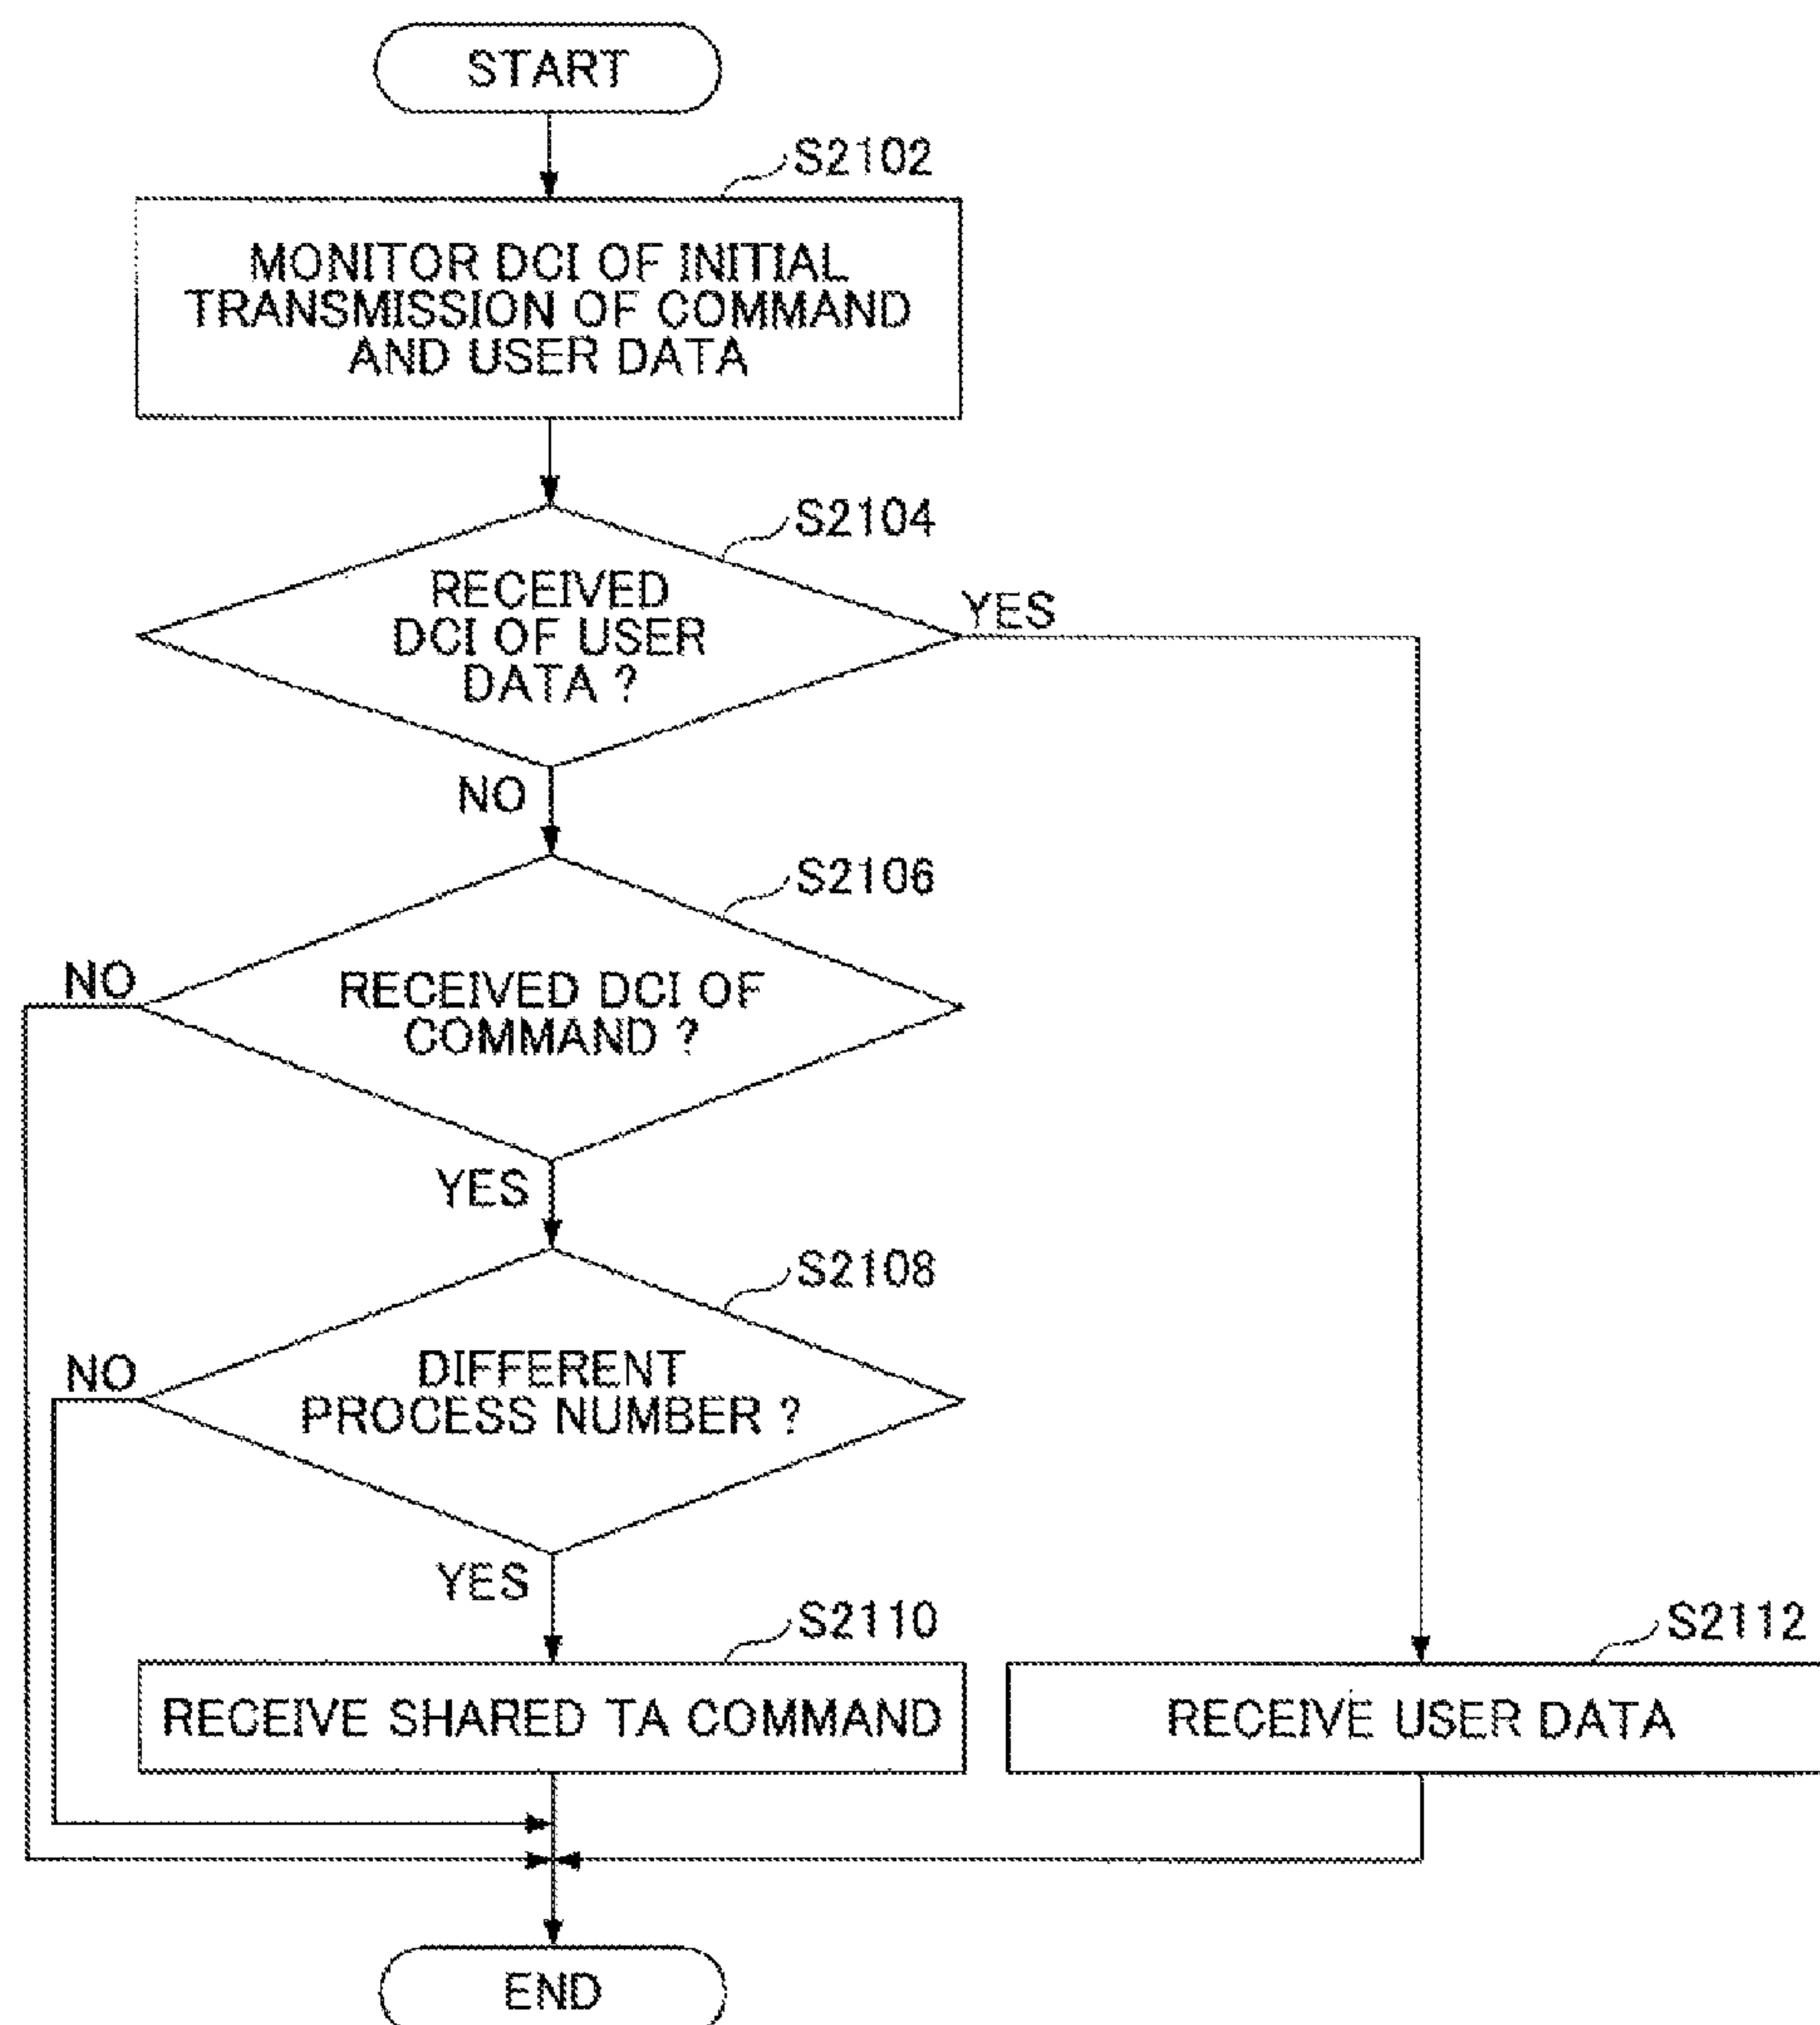 START
S2102
MONITOR DCI OF INITIAL
TRANSMISSION OF COMMAND
AND USER DATA
S2104
RECEIVED
DCI OF USER
DATA ?
YES
NO
S2106
RECEIVED DCI OF
COMMAND ?
NO
YES
S2108
DIFFERENT
PROCESS NUMBER ?
NO
YES
S2110
RECEIVE SHARED TA COMMAND
S2112
RECEIVE USER DATA
END